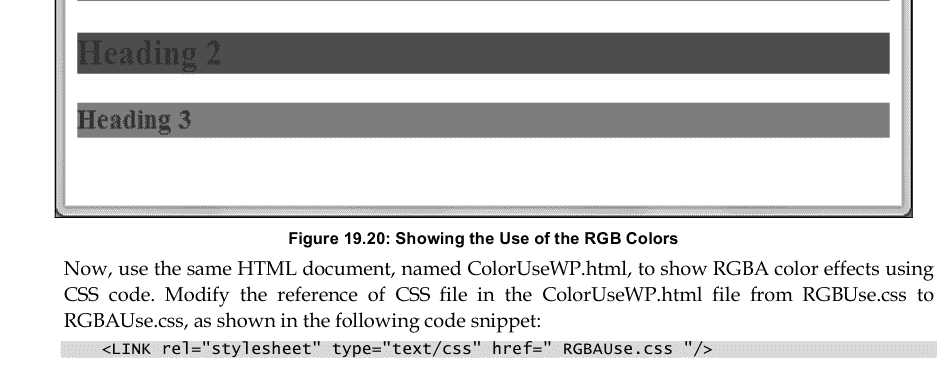 Heading 2
Heading 3
Figure 19.20: Showing the Use of the RGB Colors
Now, use the same HTML document, named ColorUseWP.html, to show RGBA color effects using
CSS code. Modify the reference of CSS file in the ColorUseWP.html file from RGBUse.css to
RGBAUse.css, as shown in the following code snippet:
<LINK rel="stylesheet" type="text/css" href=" RGBAUse.css "/>